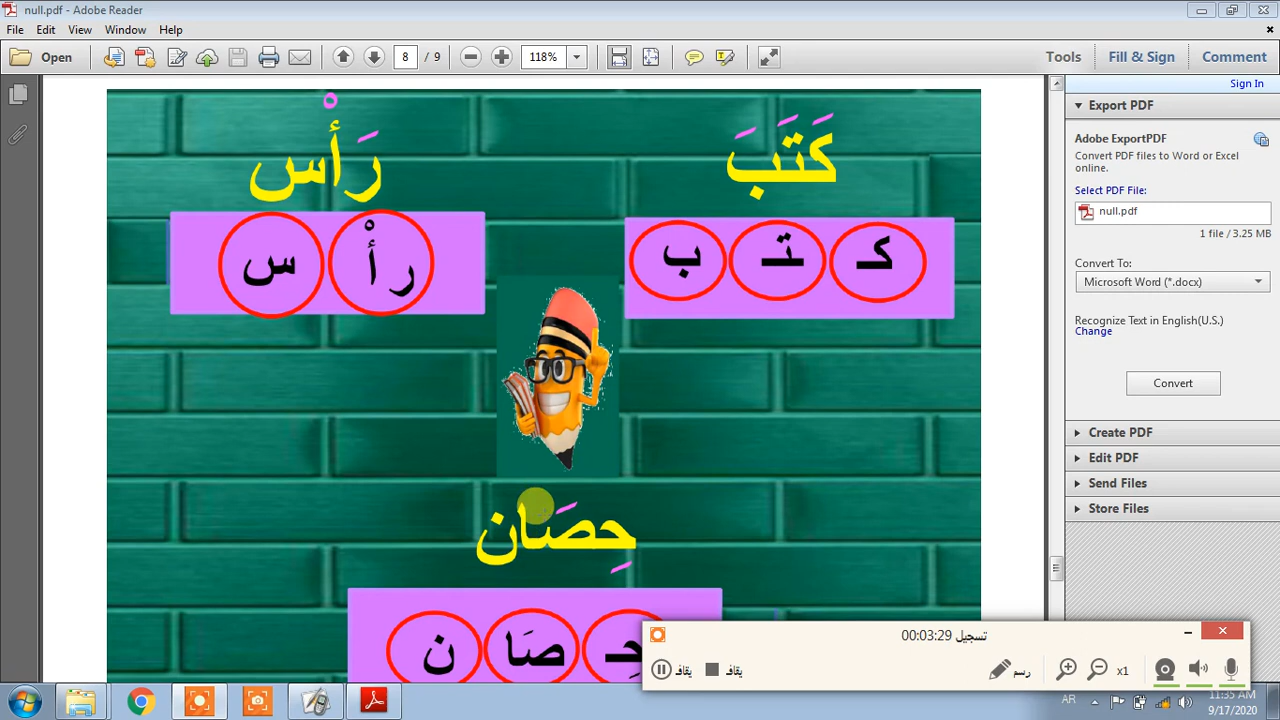 null.pdf - Adobe Reader
File Edit View Window Help
Open 8 / 9 118% Tools Fill & Sign Comment
Sign In
Export PDF
Adobe ExportPDF
Convert PDF files to Word or Excel
online.
Select PDF File:
null.pdf
1 file / 3.25 MB
Convert To:
Microsoft Word (*.docx)
Recognize Text in English(U.S.)
Change
Convert
Create PDF
Edit PDF
Send Files
Store Files
كَتَبَ
كـ تـ ب
رَأْس
ر أْ س
حِصَان
حِـ صَا ن
تسجيل 00:03:29
يقاف يقاف رسم x1
AR 11:35 AM
9/17/2020